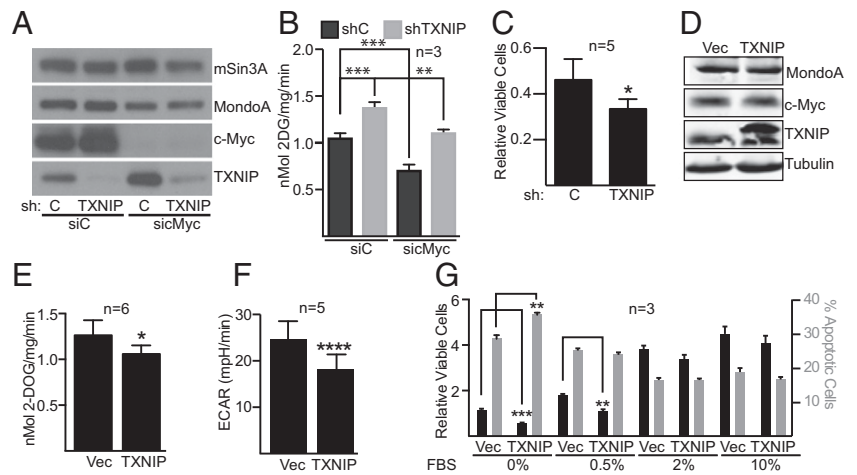 A
mSin3A
MondoA
c-Myc
TXNIP
sh: C TXNIP C TXNIP
siC sicMyc
B
shC shTXNIP
n=3
nMol 2DG/mg/min
2.0
1.5
1.0
0.5
***
*** **
siC sicMyc
C
n=5
Relative Viable Cells
0.6
0.4
0.2
*
sh: C TXNIP
D
Vec TXNIP
MondoA
c-Myc
TXNIP
Tubulin
E
n=6
nMol 2-DOG/mg/min
1.5
1.0
0.5
*
Vec TXNIP
F
n=5
ECAR (mpH/min)
30
20
10
****
Vec TXNIP
G
n=3
Relative Viable Cells
6
4
2
% Apoptotic Cells
40
30
20
10
**
***
**
Vec TXNIP Vec TXNIP Vec TXNIP Vec TXNIP
FBS 0% 0.5% 2% 10%